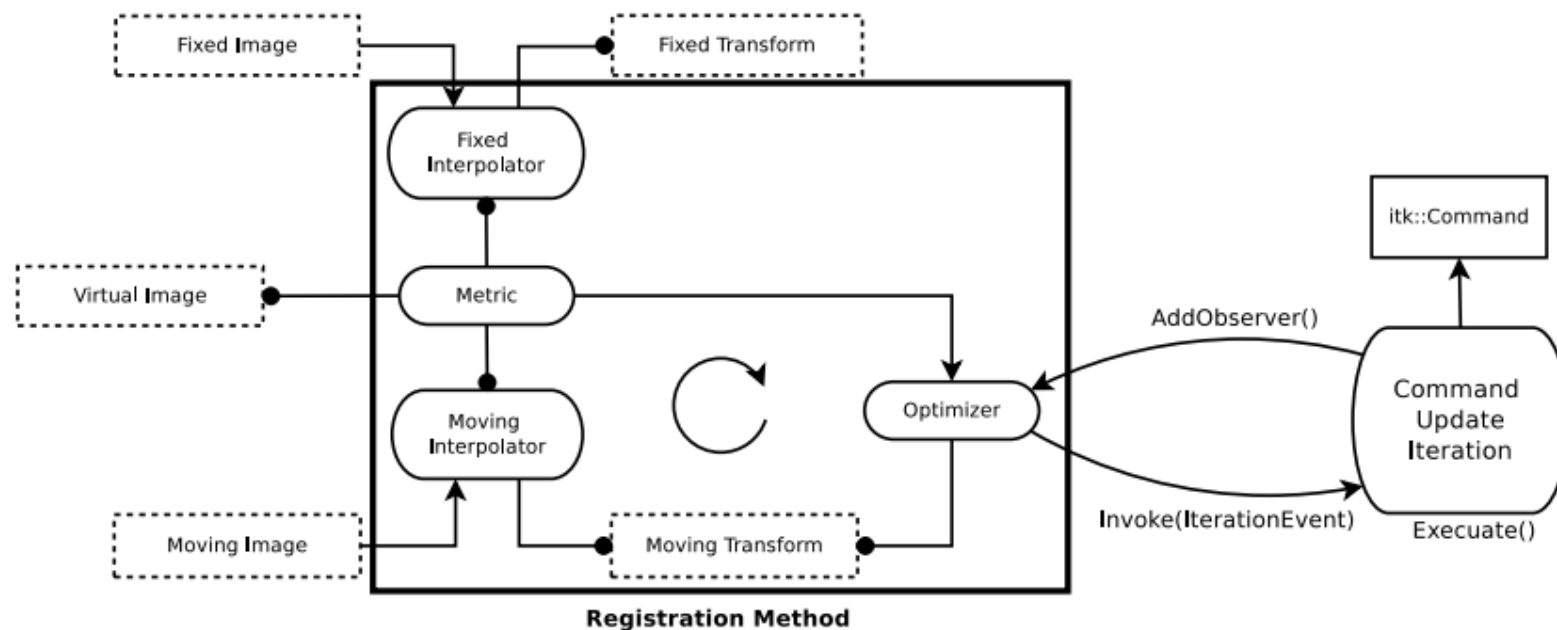 Fixed Image
Fixed Transform
Fixed
Interpolator
itk::Command
Virtual Image
Metric
AddObserver()
Command
Update
Iteration
Optimizer
Moving
Interpolator
Invoke(IterationEvent)
Execuate()
Moving Image
Moving Transform
Registration Method